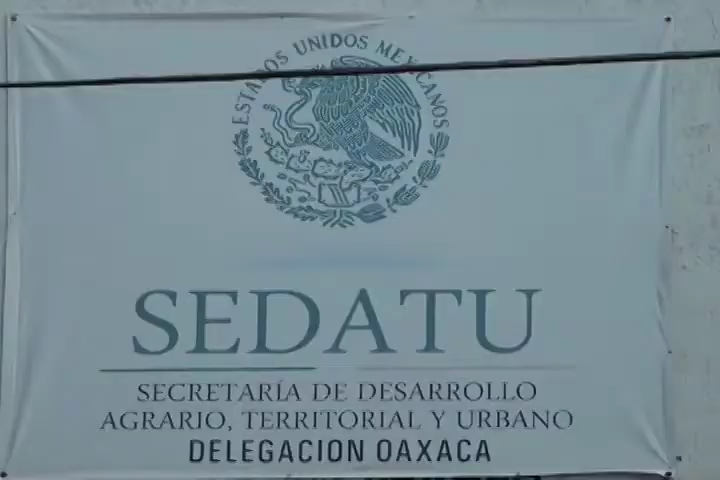 ESTADOS UNIDOS MEXICANOS
SEDATU
SECRETARÍA DE DESARROLLO
AGRARIO, TERRITORIAL Y URBANO
DELEGACION OAXACA